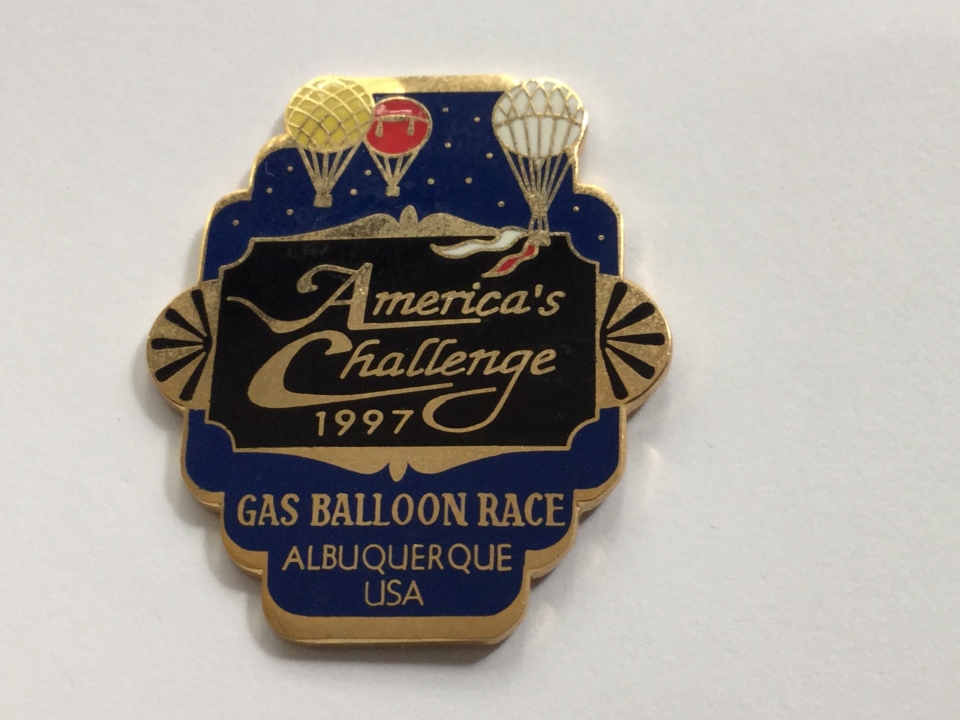 America's
Challenge
1997
GAS BALLOON RACE
ALBUQUERQUE
USA